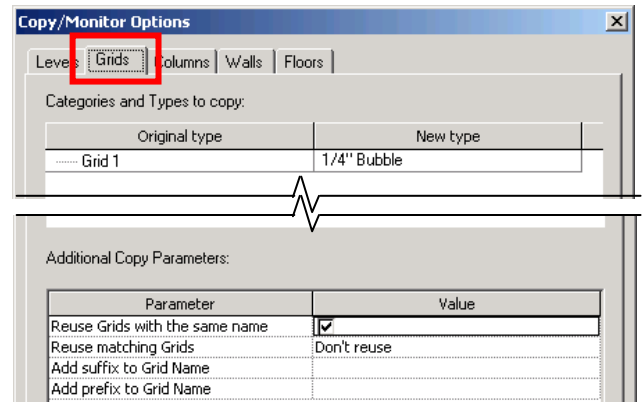 Copy/Monitor Options
Levels Grids Columns Walls Floors
Categories and Types to copy:
Original type New type
Grid 1 1/4" Bubble
Additional Copy Parameters:
Parameter Value
Reuse Grids with the same name
Reuse matching Grids Don't reuse
Add suffix to Grid Name
Add prefix to Grid Name